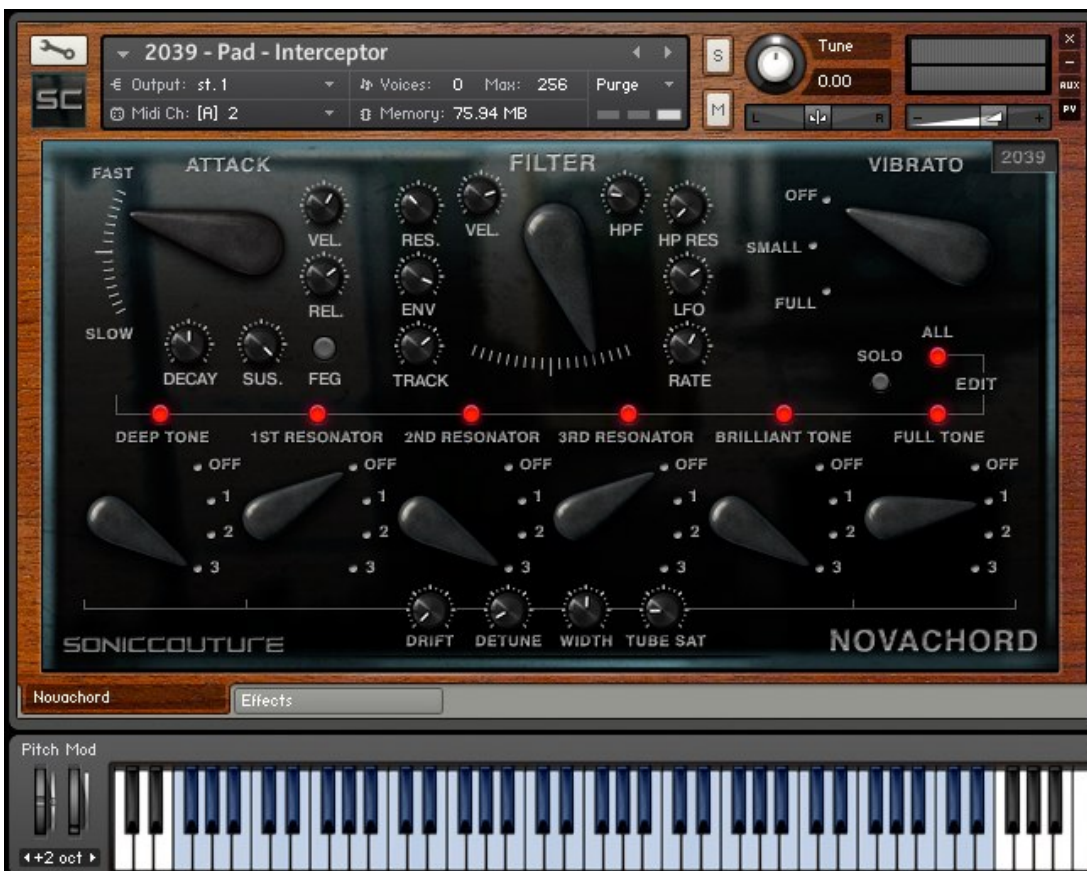 2039 - Pad - Interceptor
Output: st.1
Voices: 0 Max: 256
Purge
Midi Ch: [A] 2
Memory: 75.94 MB
SC
S
M
Tune
0.00
L R
- +
X
-
AUX
PV
2039
ATTACK
FAST
SLOW
VEL.
REL.
DECAY
SUS.
FEG
FILTER
RES.
VEL.
HPF
HP RES
ENV
LFO
TRACK
RATE
VIBRATO
OFF
SMALL
FULL
ALL
SOLO
EDIT
DEEP TONE
1ST RESONATOR
2ND RESONATOR
3RD RESONATOR
BRILLIANT TONE
FULL TONE
OFF OFF OFF OFF OFF OFF
1 1 1 1 1 1
2 2 2 2 2 2
3 3 3 3 3 3
DRIFT
DETUNE
WIDTH
TUBE SAT
SONICCOUTURE
NOVACHORD
Novachord
Effects
Pitch Mod
+2 oct